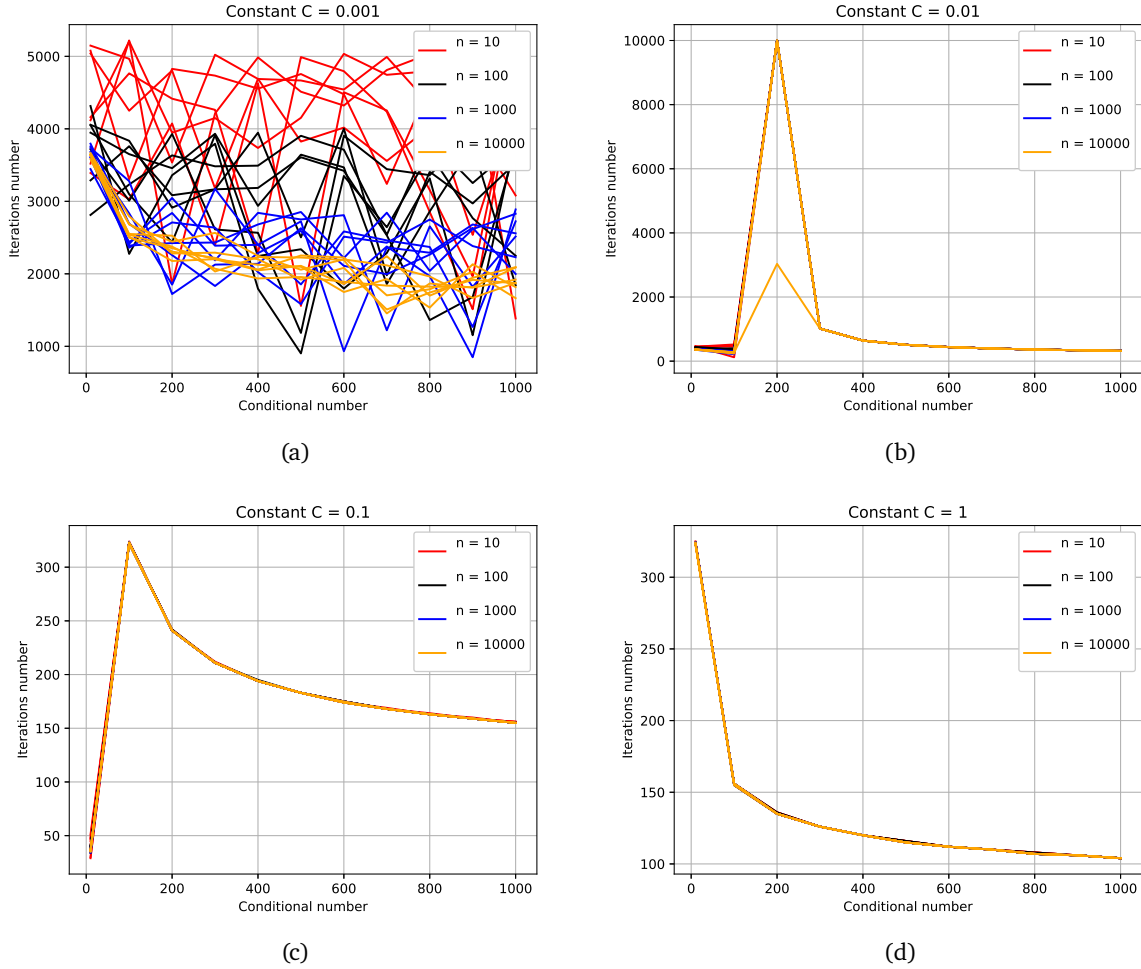 Constant C = 0.001
5000
4000
3000
2000
1000
Iterstions number
0 200 400 600 800 1000
Conditional number
n = 10
n = 100
n = 1000
n = 10000
(a)
Constant C = 0.01
10000
8000
6000
4000
2000
0
Iterstions number
0 200 400 600 800 1000
Conditional number
n = 10
n = 100
n = 1000
n = 10000
(b)
Constant C = 0.1
300
250
200
150
100
50
Iterstions number
0 200 400 600 800 1000
Conditional number
n = 10
n = 100
n = 1000
n = 10000
(c)
Constant C = 1
300
250
200
150
100
Iterstions number
0 200 400 600 800 1000
Conditional number
n = 10
n = 100
n = 1000
n = 10000
(d)